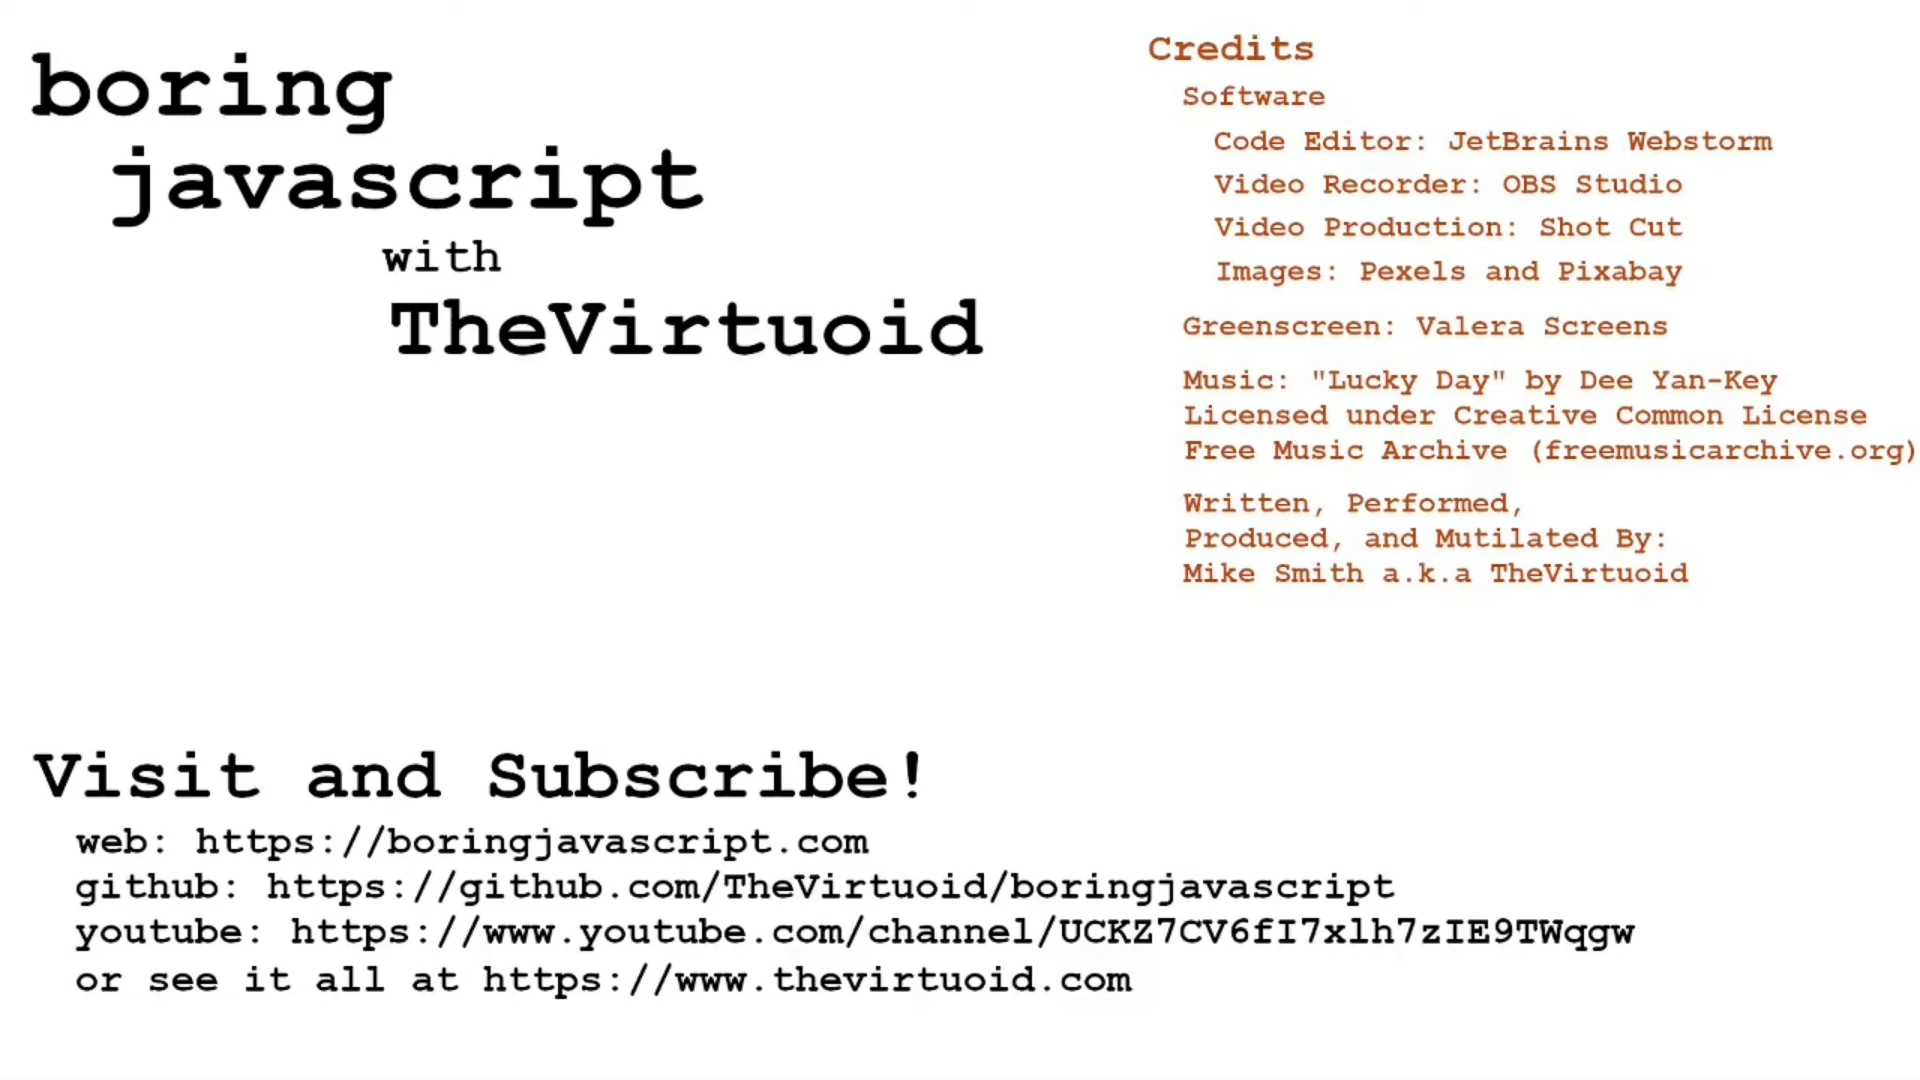 boring
javascript
with
TheVirtuoid
Credits
Software
Code Editor: JetBrains Webstorm
Video Recorder: OBS Studio
Video Production: Shot Cut
Images: Pexels and Pixabay
Greenscreen: Valera Screens
Music: "Lucky Day" by Dee Yan-Key
Licensed under Creative Common License
Free Music Archive (freemusicarchive.org)
Written, Performed,
Produced, and Mutilated By:
Mike Smith a.k.a TheVirtuoid
Visit and Subscribe!
web: https://boringjavascript.com
github: https://github.com/TheVirtuoid/boringjavascript
youtube: https://www.youtube.com/channel/UCKZ7CV6fI7xlh7zIE9TWqgw
or see it all at https://www.thevirtuoid.com